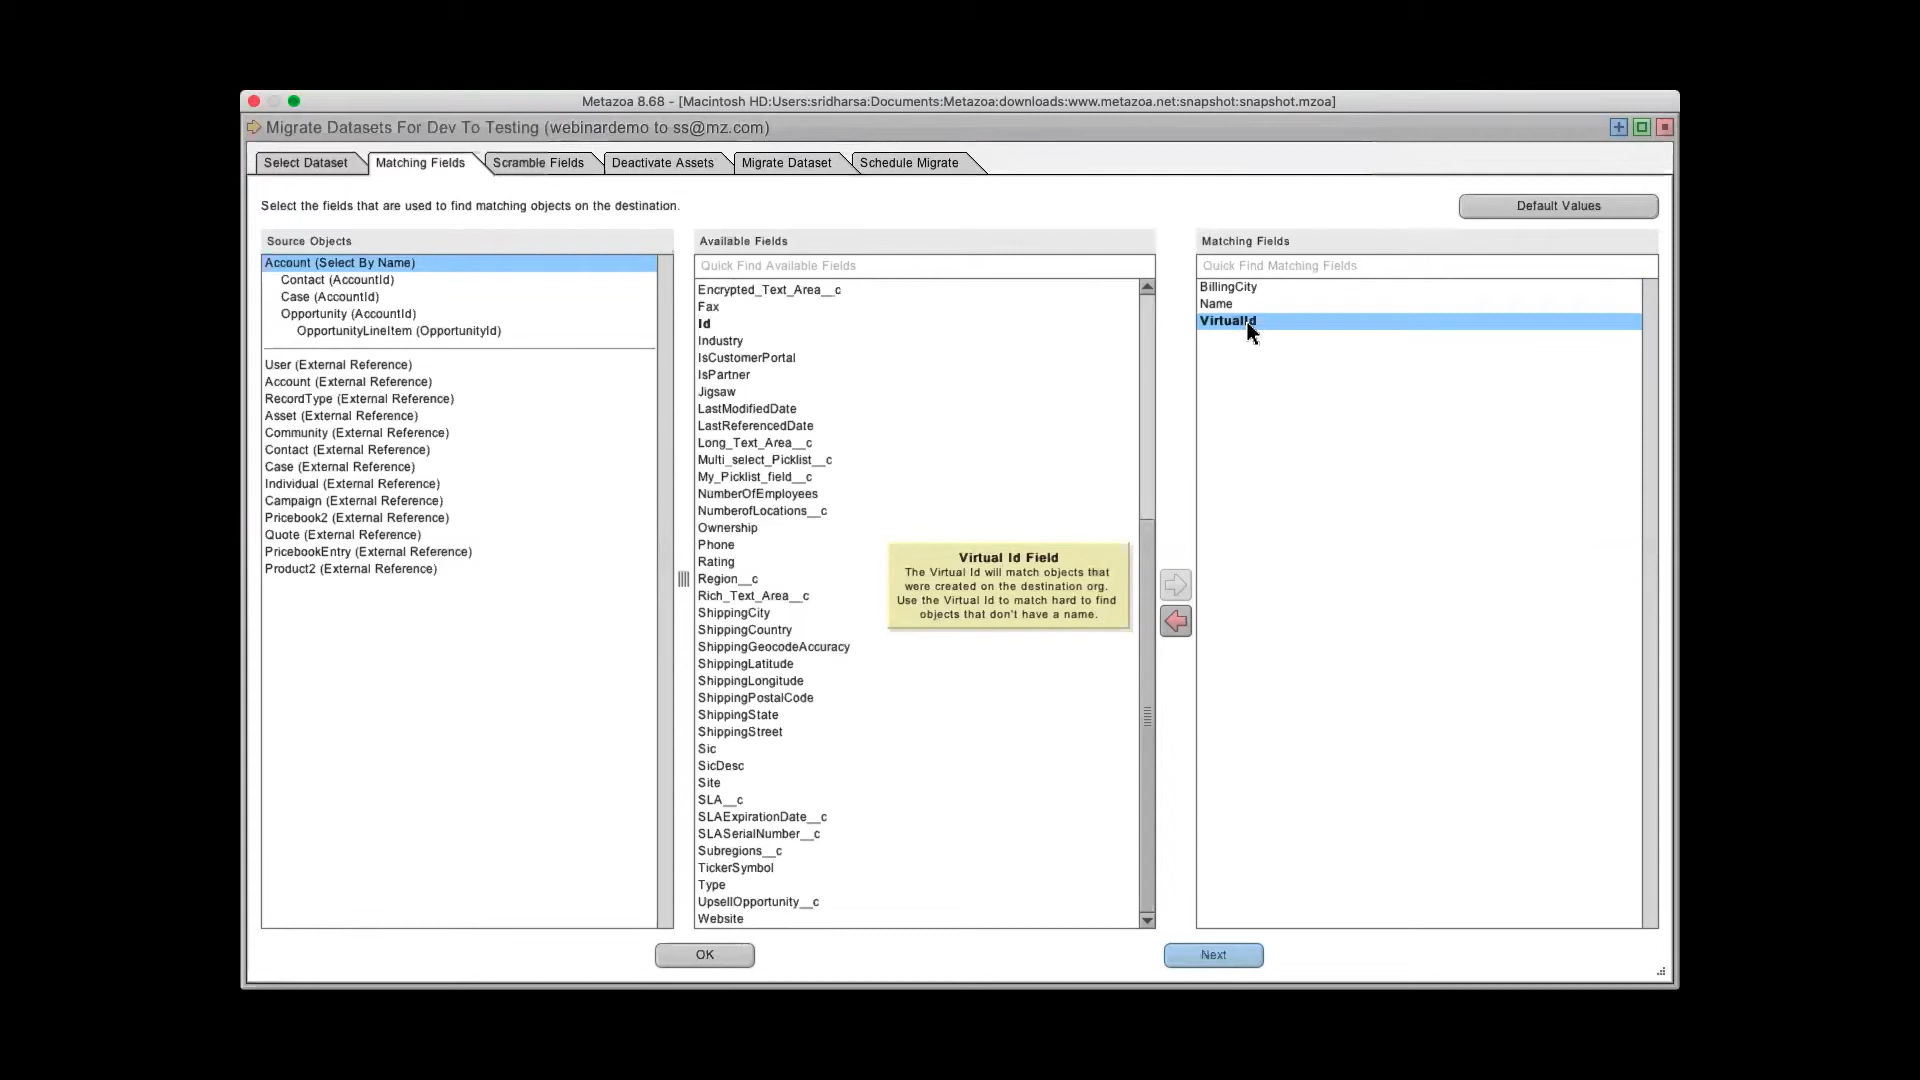 Metazoa 8.68 - [Macintosh HD:Users:sridharsa:Documents:Metazoa:downloads:www.metazoa.net:snapshot:snapshot.mzoa]
Migrate Datasets For Dev To Testing (webinardemo to ss@mz.com)
Select Dataset
Matching Fields
Scramble Fields
Deactivate Assets
Migrate Dataset
Schedule Migrate
Select the fields that are used to find matching objects on the destination.
Default Values
Source Objects
Account (Select By Name)
Contact (AccountId)
Case (AccountId)
Opportunity (AccountId)
OpportunityLineItem (OpportunityId)
User (External Reference)
Account (External Reference)
RecordType (External Reference)
Asset (External Reference)
Community (External Reference)
Contact (External Reference)
Case (External Reference)
Individual (External Reference)
Campaign (External Reference)
Pricebook2 (External Reference)
Quote (External Reference)
PricebookEntry (External Reference)
Product2 (External Reference)
Available Fields
Quick Find Available Fields
Encrypted_Text_Area__c
Fax
Id
Industry
IsCustomerPortal
IsPartner
Jigsaw
LastModifiedDate
LastReferencedDate
Long_Text_Area__c
Multi_select_Picklist__c
My_Picklist_field__c
NumberOfEmployees
NumberofLocations__c
Ownership
Phone
Rating
Region__c
Rich_Text_Area__c
ShippingCity
ShippingCountry
ShippingGeocodeAccuracy
ShippingLatitude
ShippingLongitude
ShippingPostalCode
ShippingState
ShippingStreet
Sic
SicDesc
Site
SLA__c
SLAExpirationDate__c
SLASerialNumber__c
Subregions__c
TickerSymbol
Type
UpsellOpportunity__c
Website
Virtual Id Field
The Virtual Id will match objects that
were created on the destination org.
Use the Virtual Id to match hard to find
objects that don't have a name.
Matching Fields
Quick Find Matching Fields
BillingCity
Name
VirtualId
OK
Next